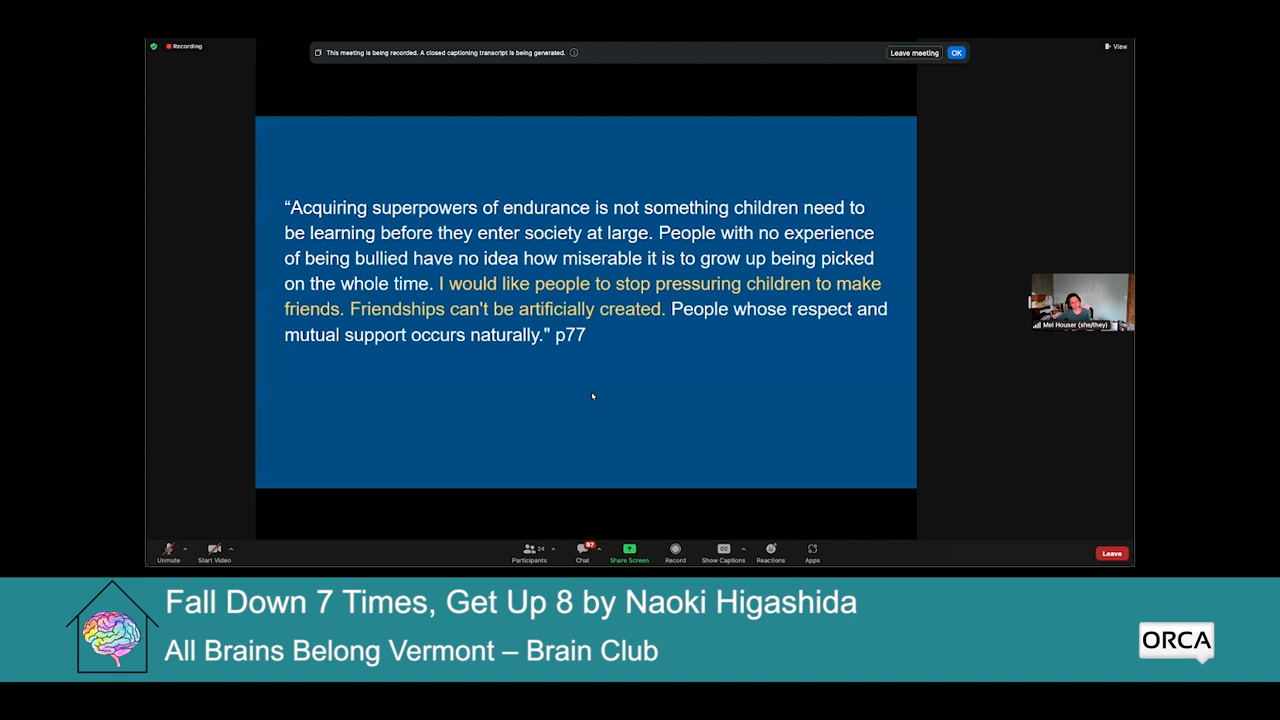 Recording
This meeting is being recorded. A closed captioning transcript is being generated.
Leave meeting
OK
View
“Acquiring superpowers of endurance is not something children need to
be learning before they enter society at large. People with no experience
of being bullied have no idea how miserable it is to grow up being picked
on the whole time. I would like people to stop pressuring children to make
friends. Friendships can't be artificially created. People whose respect and
mutual support occurs naturally." p77
Mel Houser (she/they)
Unmute
Start Video
24
Participants
87
Chat
Share Screen
Record
CC
Show Captions
Reactions
Apps
Leave
Fall Down 7 Times, Get Up 8 by Naoki Higashida
All Brains Belong Vermont – Brain Club
ORCA